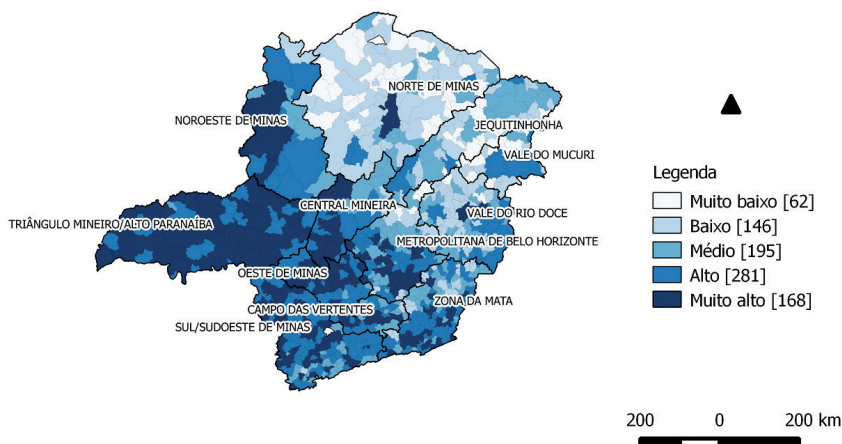 NORTE DE MINAS
NOROESTE DE MINAS
JEQUITINHONHA
VALE DO MUCURI
CENTRAL MINEIRA
VALE DO RIO DOCE
TRIÂNGULO MINEIRO/ALTO PARANAÍBA
METROPOLITANA DE BELO HORIZONTE
OESTE DE MINAS
ZONA DA MATA
CAMPO DAS VERTENTES
SUL/SUDOESTE DE MINAS
Legenda
Muito baixo [62]
Baixo [146]
Médio [195]
Alto [281]
Muito alto [168]
200 0 200 km